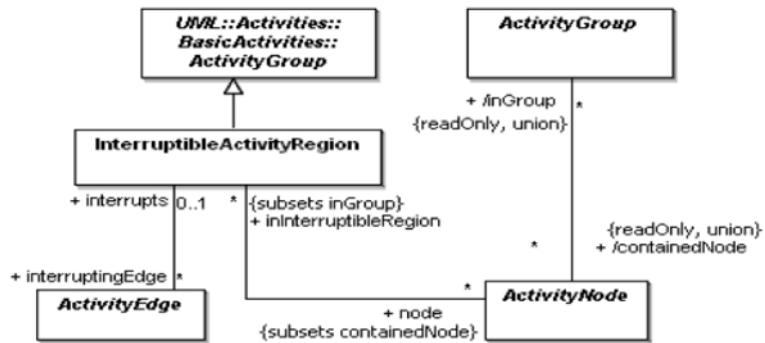 UML::Activities::
BasicActivities::
ActivityGroup
ActivityGroup
+ /inGroup
*
{readOnly, union}
InterruptibleActivityRegion
+ interrupts
0..1
*
{subsets inGroup}
+ inInterruptibleRegion
{readOnly, union}
*
+ /containedNode
+ interruptingEdge
*
*
ActivityEdge
ActivityNode
+ node
{subsets containedNode}